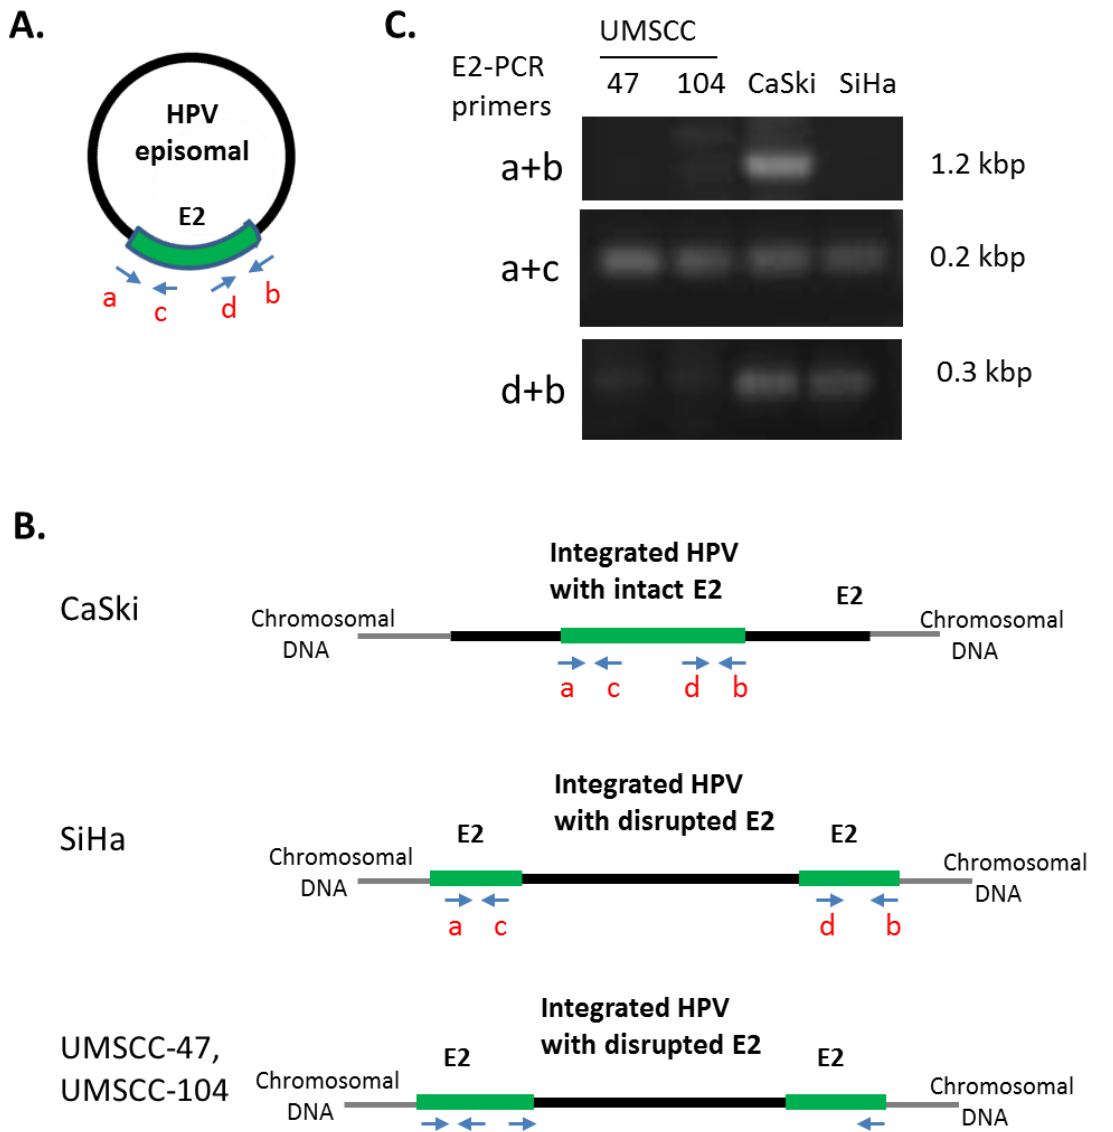 A.
HPV
episomal
E2
a
c
d
b
C.
UMSCC
E2-PCR
primers
47 104 CaSki SiHa
a+b 1.2 kbp
a+c 0.2 kbp
d+b 0.3 kbp
B.
CaSki
Integrated HPV
with intact E2
E2
Chromosomal
DNA
Chromosomal
DNA
a c d b
SiHa
Integrated HPV
with disrupted E2
E2 E2
Chromosomal
DNA
Chromosomal
DNA
a c d b
UMSCC-47,
UMSCC-104
Integrated HPV
with disrupted E2
E2 E2
Chromosomal
DNA
Chromosomal
DNA